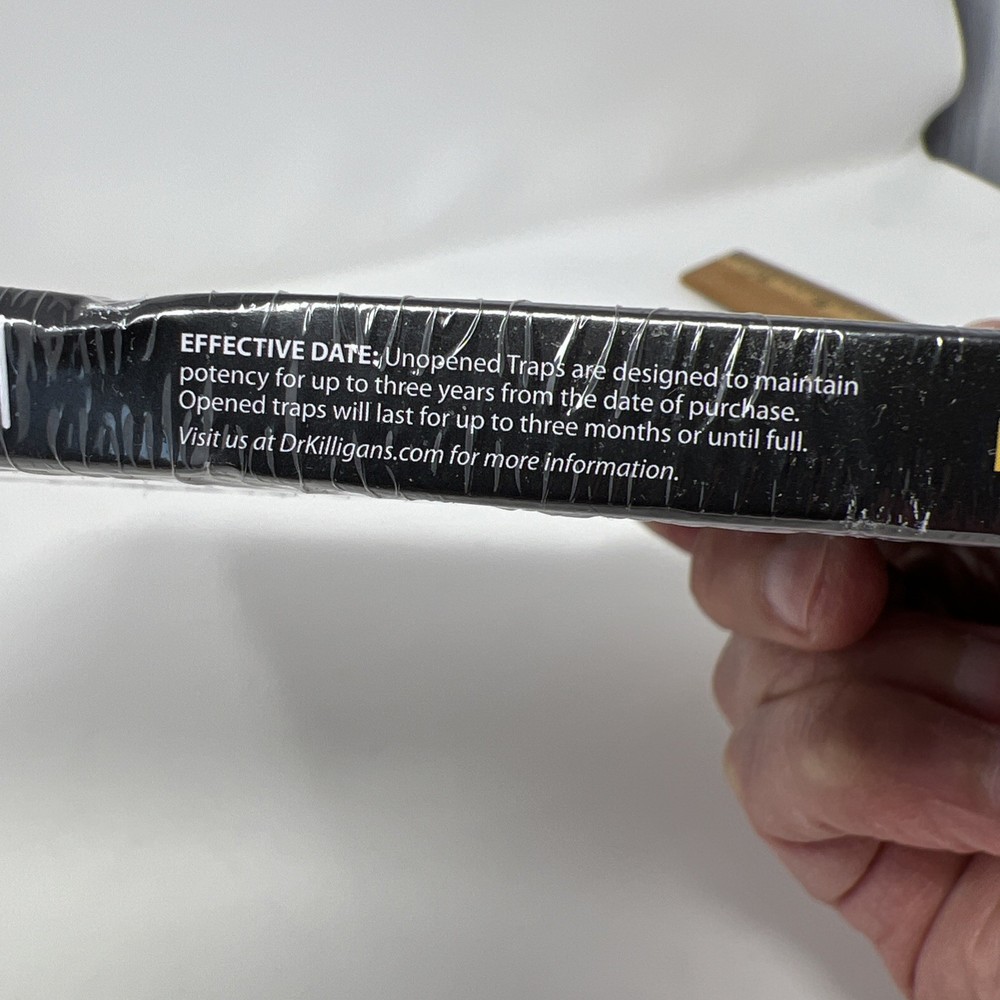 EFFECTIVE DATE: Unopened Traps are designed to maintain
potency for up to three years from the date of purchase.
Opened traps will last for up to three months or until full.
Visit us at DrKilligans.com for more information.